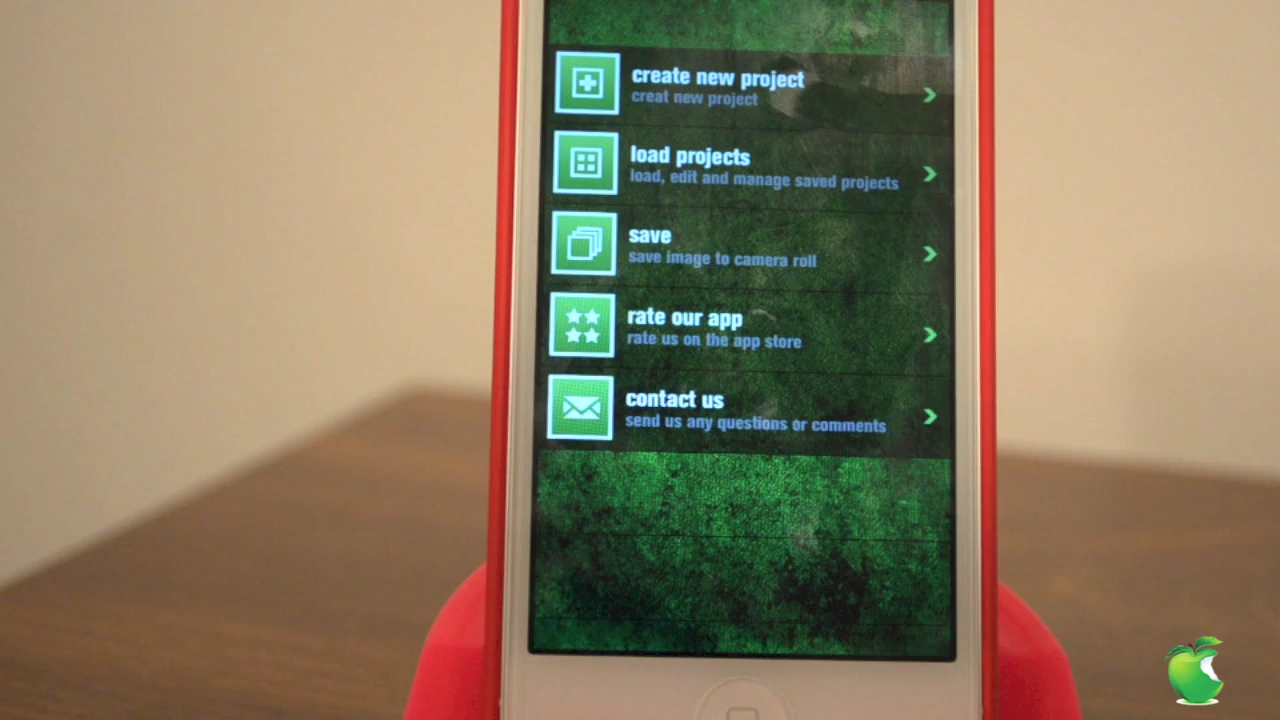 create new project
creat new project
load projects
load, edit and manage saved projects
save
save image to camera roll
rate our app
rate us on the app store
contact us
send us any questions or comments